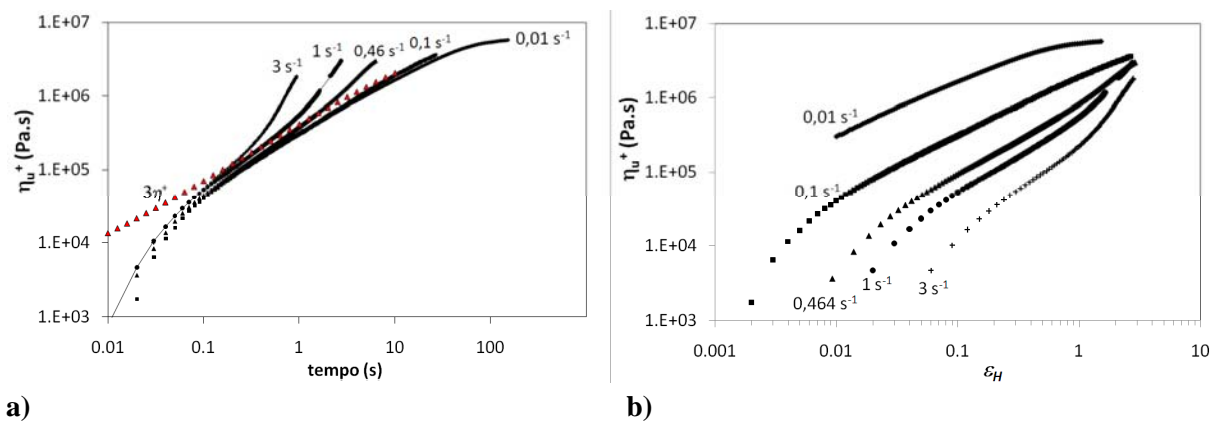 1.E+07
1.E+06
1.E+05
1.E+04
1.E+03
ηu⁺ (Pa.s)
3 s⁻¹
1 s⁻¹
0,46 s⁻¹
0,1 s⁻¹
0,01 s⁻¹
3η*
0.01 0.1 1 10 100
tempo (s)
a)
1.E+07
1.E+06
1.E+05
1.E+04
1.E+03
ηu⁺ (Pa.s)
0,01 s⁻¹
0,1 s⁻¹
0,464 s⁻¹
1 s⁻¹
3 s⁻¹
0.001 0.01 0.1 1 10
εH
b)